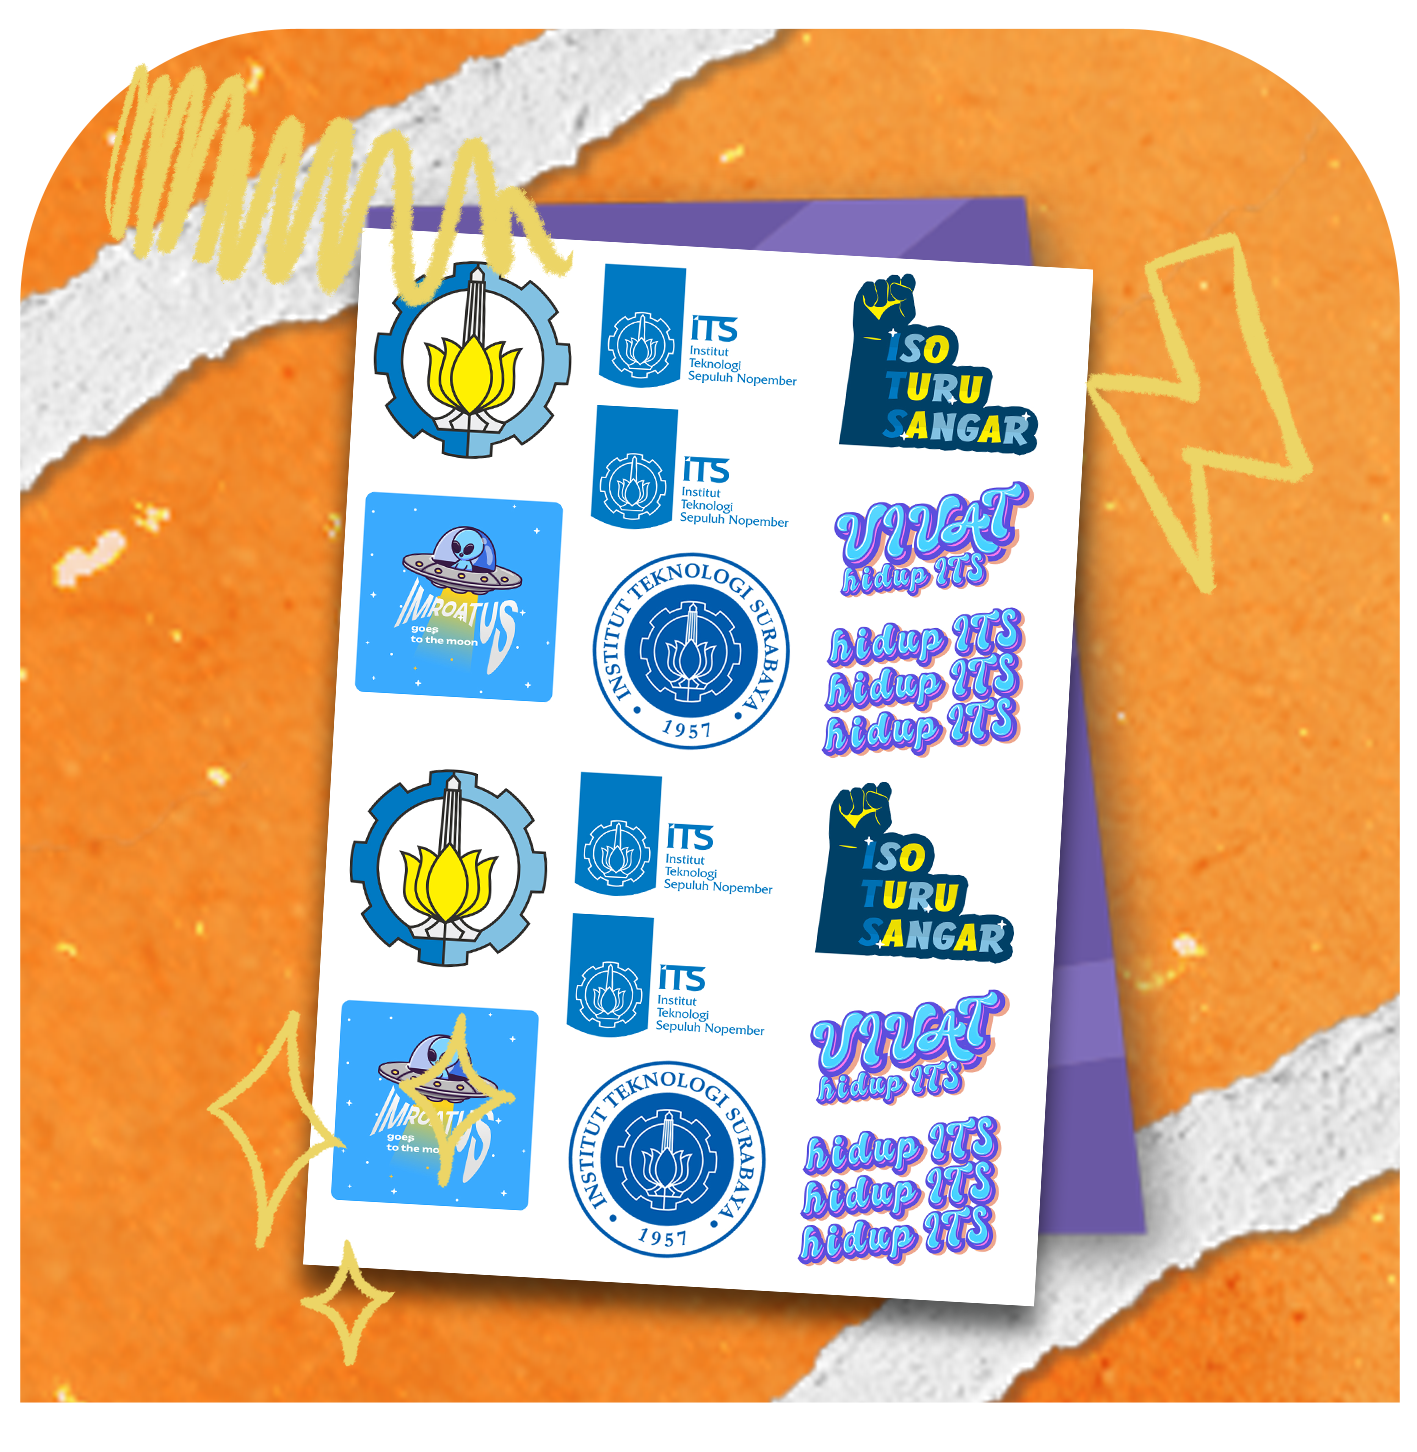 iTS
Institut
Teknologi
Sepuluh Nopember
ISO
TURU
SANGAR
iTS
Institut
Teknologi
Sepuluh Nopember
VIVAT
hidup ITS
IMROATUS
goes
to the moon
INSTITUT TEKNOLOGI SURABAYA
• 1957 •
hidup ITS
hidup ITS
hidup ITS
iTS
Institut
Teknologi
Sepuluh Nopember
ISO
TURU
SANGAR
iTS
Institut
Teknologi
Sepuluh Nopember
VIVAT
hidup ITS
IMROATUS
goes
to the mo
INSTITUT TEKNOLOGI SURABAYA
• 1957 •
hidup ITS
hidup ITS
hidup ITS